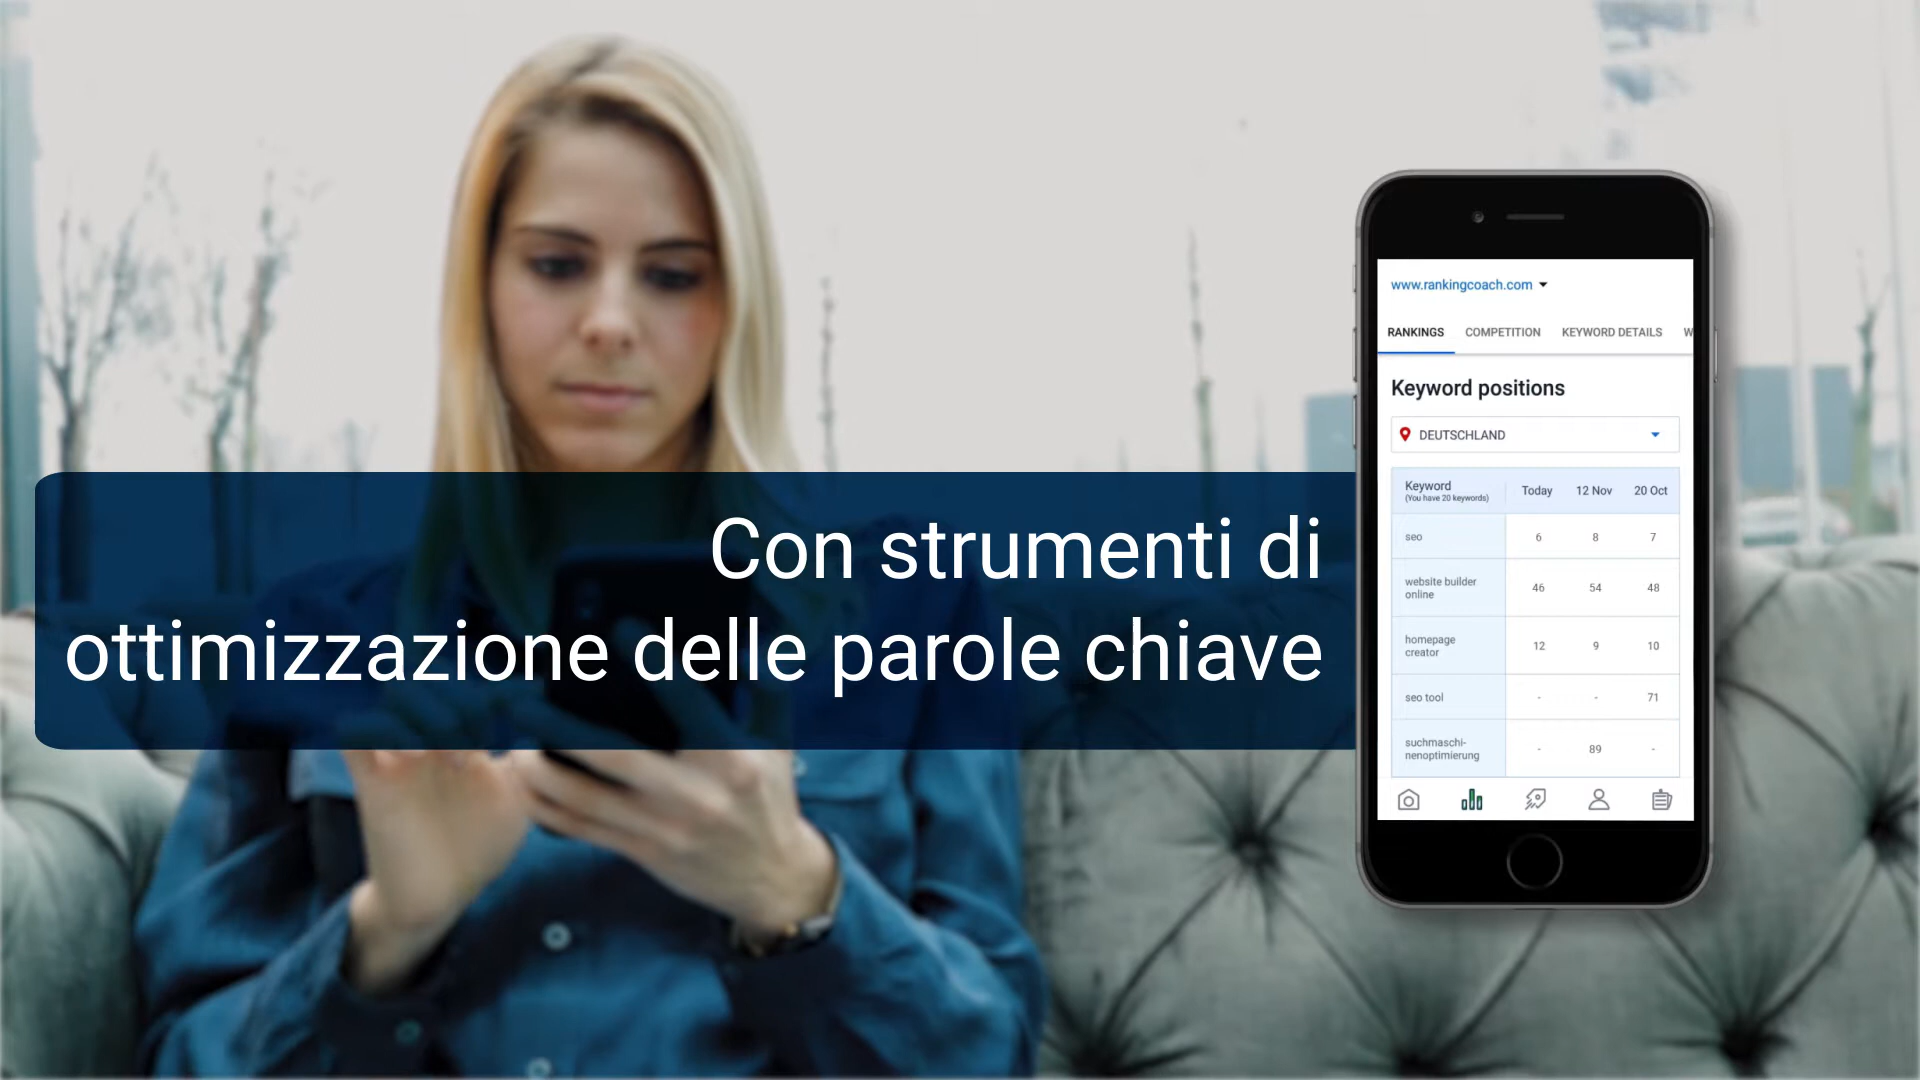 Con strumenti di
ottimizzazione delle parole chiave
www.rankingcoach.com
RANKINGS COMPETITION KEYWORD DETAILS W
Keyword positions
DEUTSCHLAND
Keyword Today 12 Nov 20 Oct
(You have 20 keywords)
seo 6 8 7
website builder
online 46 54 48
homepage
creator 12 9 10
seo tool - - 71
suchmaschi-
nenoptimierung - 89 -